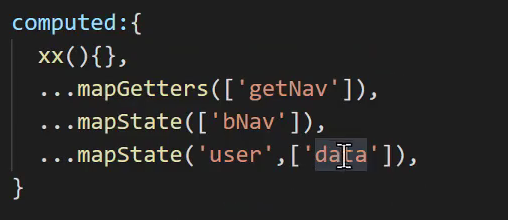 computed:{
xx(){},
...mapGetters(['getNav']),
...mapState(['bNav']),
...mapState('user',['data']),
}